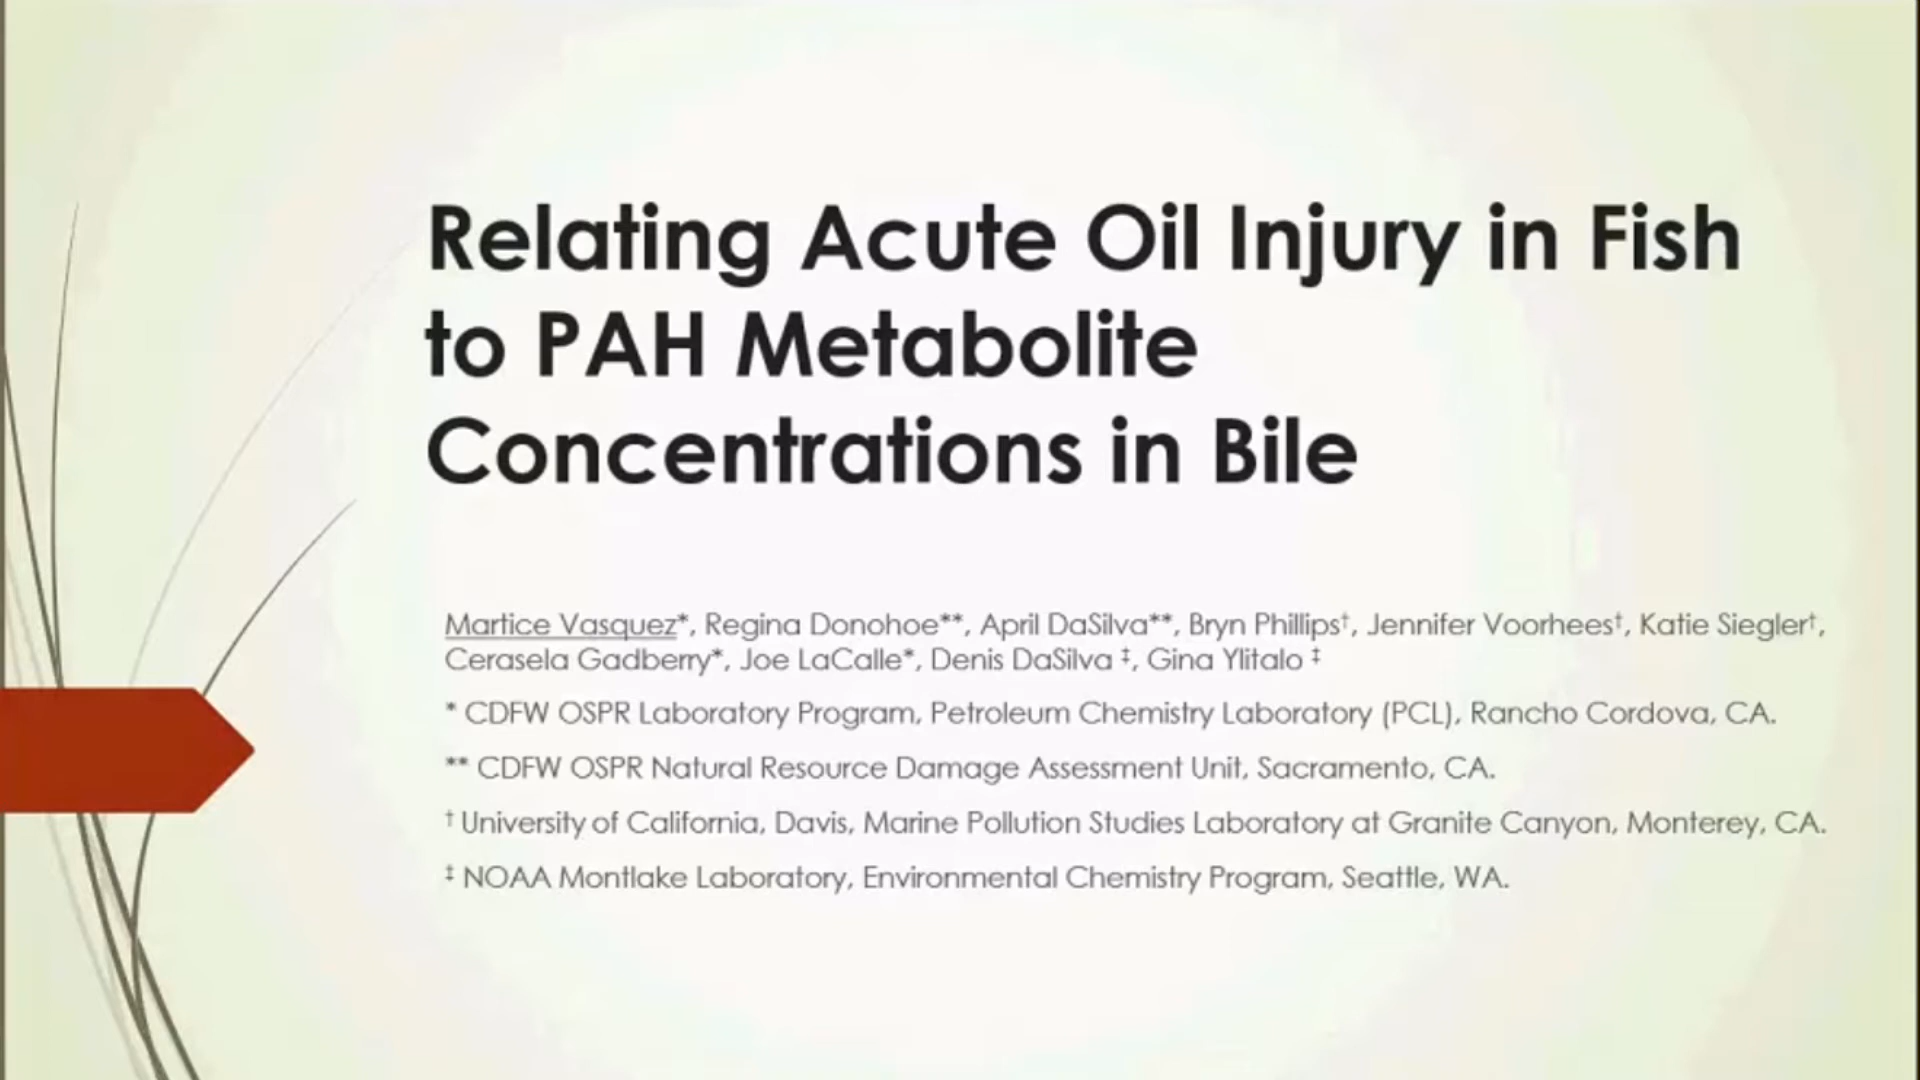 Relating Acute Oil Injury in Fish
to PAH Metabolite
Concentrations in Bile
Martice Vasquez*, Regina Donohoe**, April DaSilva**, Bryn Phillips†, Jennifer Voorhees†, Katie Siegler†,
Cerasela Gadberry*, Joe LaCalle*, Denis DaSilva ‡, Gina Ylitalo ‡
* CDFW OSPR Laboratory Program, Petroleum Chemistry Laboratory (PCL), Rancho Cordova, CA.
** CDFW OSPR Natural Resource Damage Assessment Unit, Sacramento, CA.
† University of California, Davis, Marine Pollution Studies Laboratory at Granite Canyon, Monterey, CA.
‡ NOAA Montlake Laboratory, Environmental Chemistry Program, Seattle, WA.